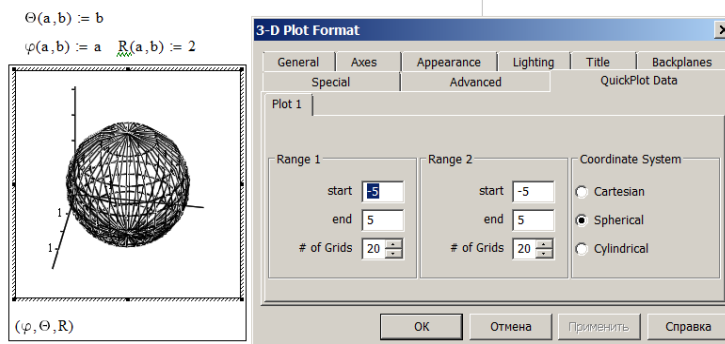 Θ(a,b) := b
φ(a,b) := a R(a,b) := 2
1
1
(φ,Θ,R)
3-D Plot Format
General Axes Appearance Lighting Title Backplanes
Special Advanced QuickPlot Data
Plot 1
Range 1 Range 2 Coordinate System
start -5 start -5 Cartesian
end 5 end 5 Spherical
# of Grids 20 # of Grids 20 Cylindrical
OK Отмена Применить Справка